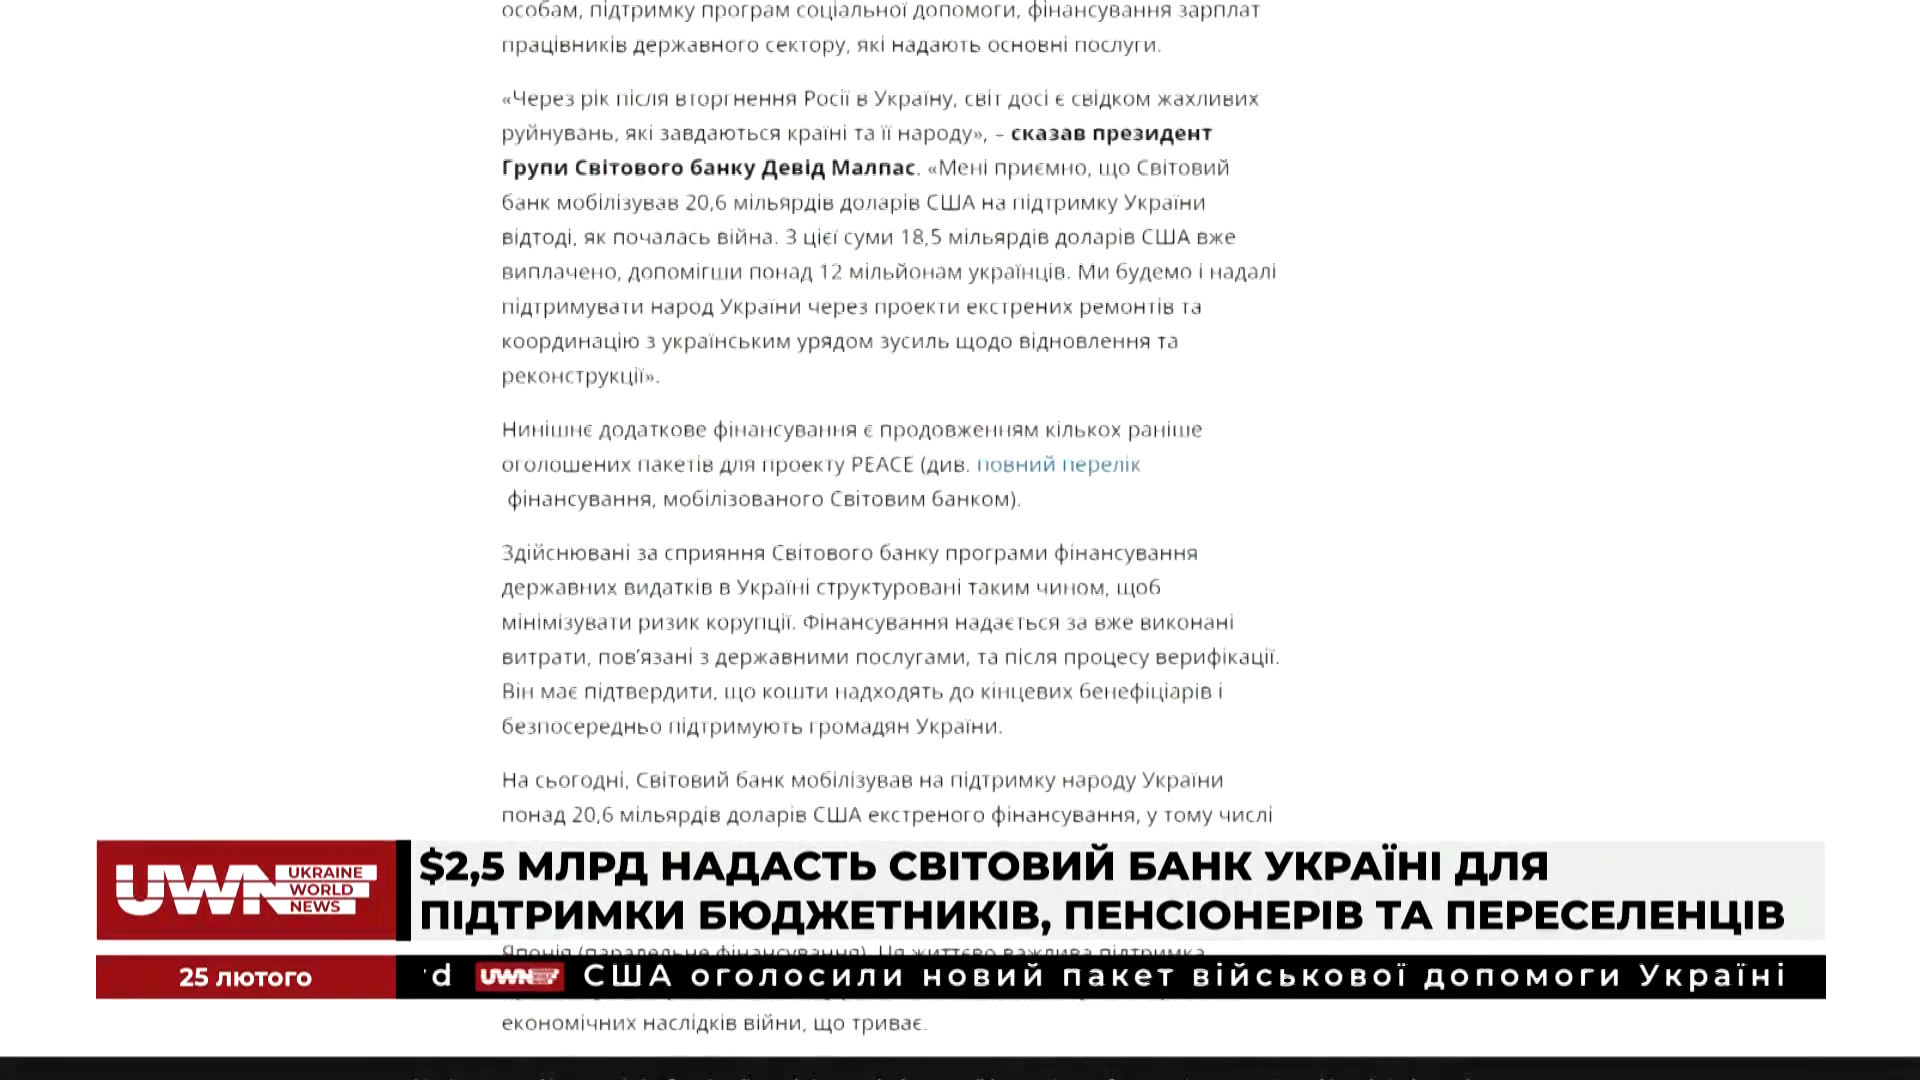 особам, підтримку програм соціальної допомоги, фінансування зарплат
працівників державного сектору, які надають основні послуги.
«Через рік після вторгнення Росії в Україну, світ досі є свідком жахливих
руйнувань, які завдаються країні та її народу», – сказав президент
Групи Світового банку Девід Малпас. «Мені приємно, що Світовий
банк мобілізував 20,6 мільярдів доларів США на підтримку України
відтоді, як почалась війна. З цієї суми 18,5 мільярдів доларів США вже
виплачено, допомігши понад 12 мільйонам українців. Ми будемо і надалі
підтримувати народ України через проекти екстрених ремонтів та
координацію з українським урядом зусиль щодо відновлення та
реконструкції».
Нинішнє додаткове фінансування є продовженням кількох раніше
оголошених пакетів для проекту PEACE (див. повний перелік
фінансування, мобілізованого Світовим банком).
Здійснювані за сприяння Світового банку програми фінансування
державних видатків в Україні структуровані таким чином, щоб
мінімізувати ризик корупції. Фінансування надається за вже виконані
витрати, пов’язані з державними послугами, та після процесу верифікації.
Він має підтвердити, що кошти надходять до кінцевих бенефіціарів і
безпосередньо підтримують громадян України.
На сьогодні, Світовий банк мобілізував на підтримку народу України
понад 20,6 мільярдів доларів США екстреного фінансування, у тому числі
UWN UKRAINE WORLD NEWS
$2,5 МЛРД НАДАСТЬ СВІТОВИЙ БАНК УКРАЇНІ ДЛЯ
ПІДТРИМКИ БЮДЖЕТНИКІВ, ПЕНСІОНЕРІВ ТА ПЕРЕСЕЛЕНЦІВ
Японія (паралельне фінансування). Ця життєво важлива підтримка
25 лютого
d UWN США оголосили новий пакет військової допомоги Україні
економічних наслідків війни, що триває.